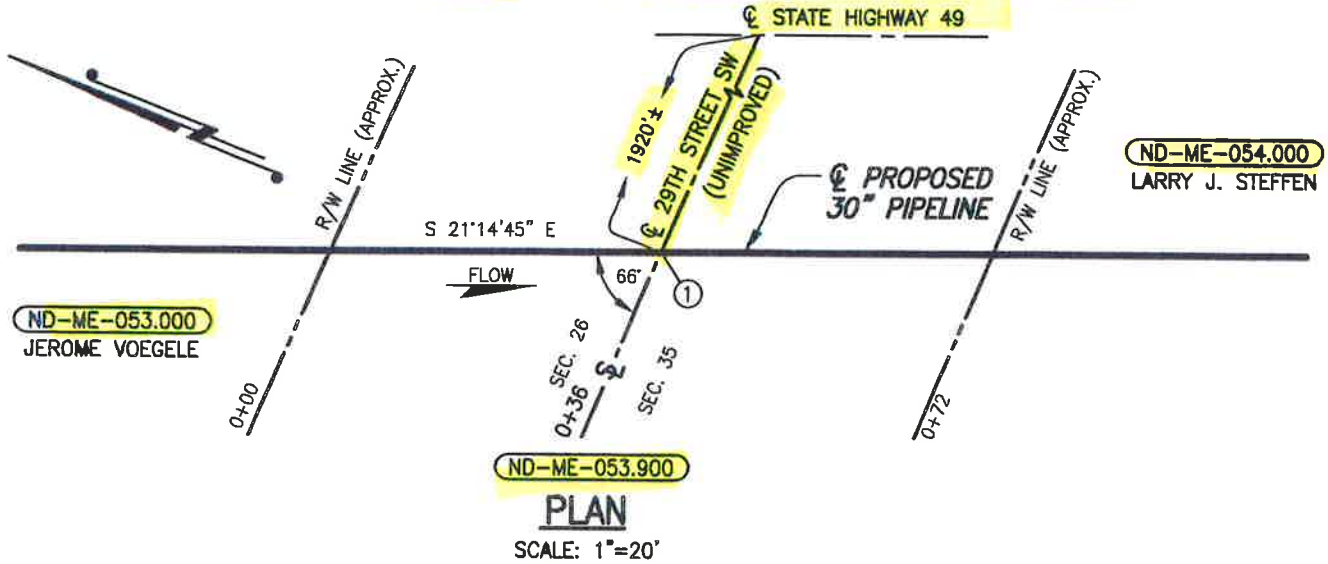 ℄ STATE HIGHWAY 49
1920'±
℄ 29TH STREET SW
(UNIMPROVED)
R/W LINE (APPROX.)
R/W LINE (APPROX.)
ND-ME-054.000
LARRY J. STEFFEN
℄ PROPOSED
30" PIPELINE
S 21°14'45" E
FLOW
66°
1
ND-ME-053.000
JEROME VOEGELE
SEC. 26
SEC. 35
0+00
0+36
0+72
ND-ME-053.900
PLAN
SCALE: 1"=20'